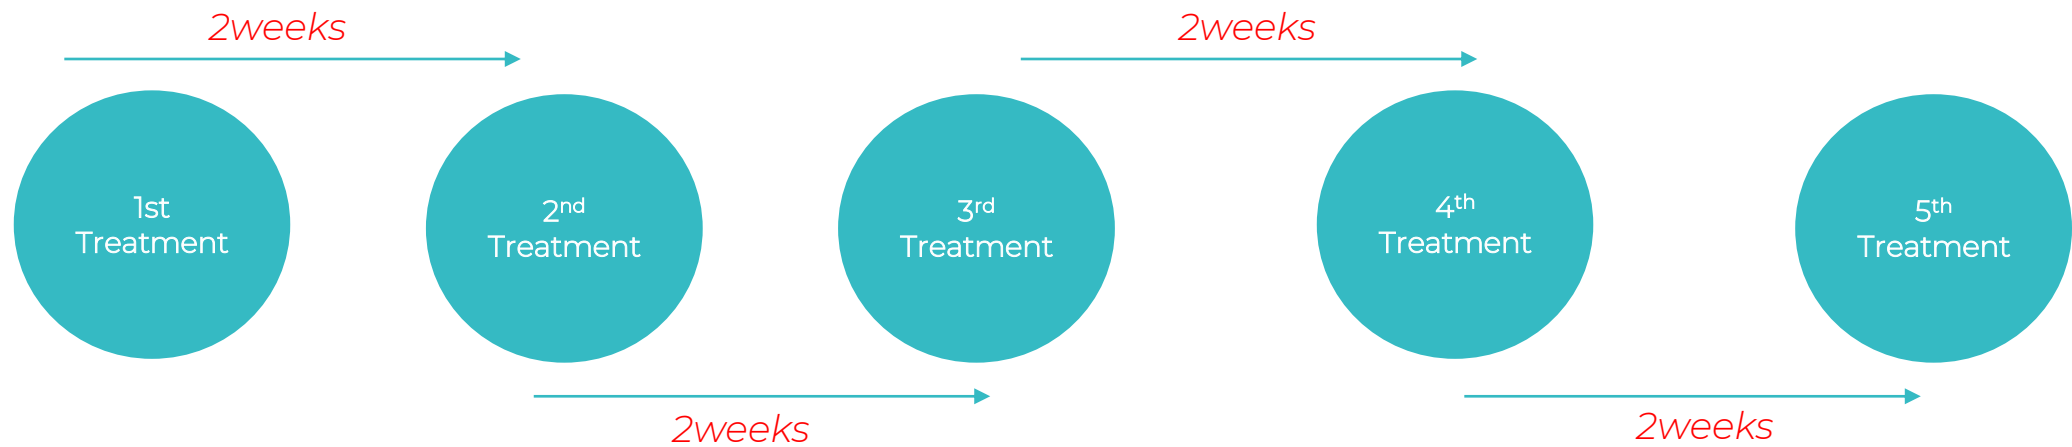 2weeks
2weeks
1st
Treatment
2nd
Treatment
3rd
Treatment
4th
Treatment
5th
Treatment
2weeks
2weeks